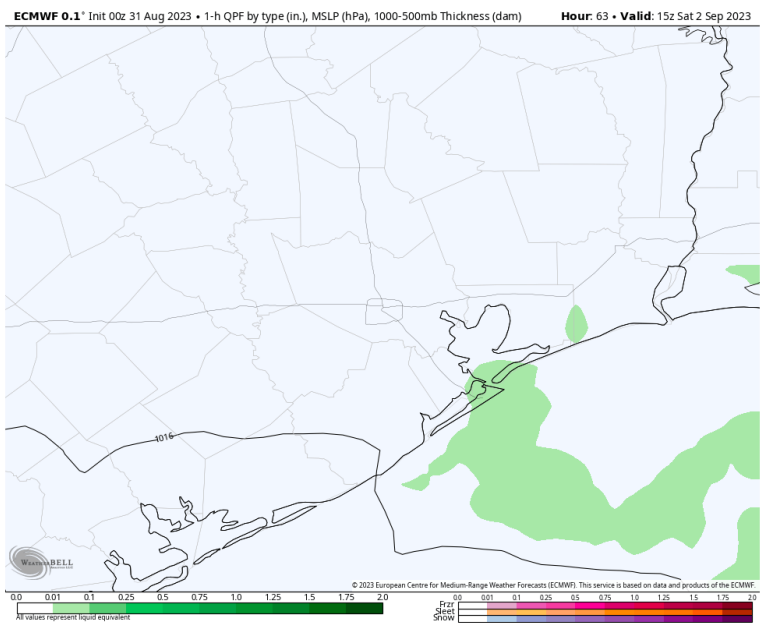 ECMWF 0.1° Init 00z 31 Aug 2023 • 1-h QPF by type (in.), MSLP (hPa), 1000-500mb Thickness (dam) Hour: 63 • Valid: 15z Sat 2 Sep 2023
1016
WEATHERBELL
© 2023 European Centre for Medium-Range Weather Forecasts (ECMWF). This service is based on data and products of the ECMWF.
0.0 0.01 0.1 0.25 0.5 0.75 1.0 1.25 1.5 1.75 2.0
All values represent liquid equivalent
0.0 0.01 0.1 0.25 0.5 0.75 1.0 1.25 1.5 1.75 2.0
Frzr
Sleet
Snow